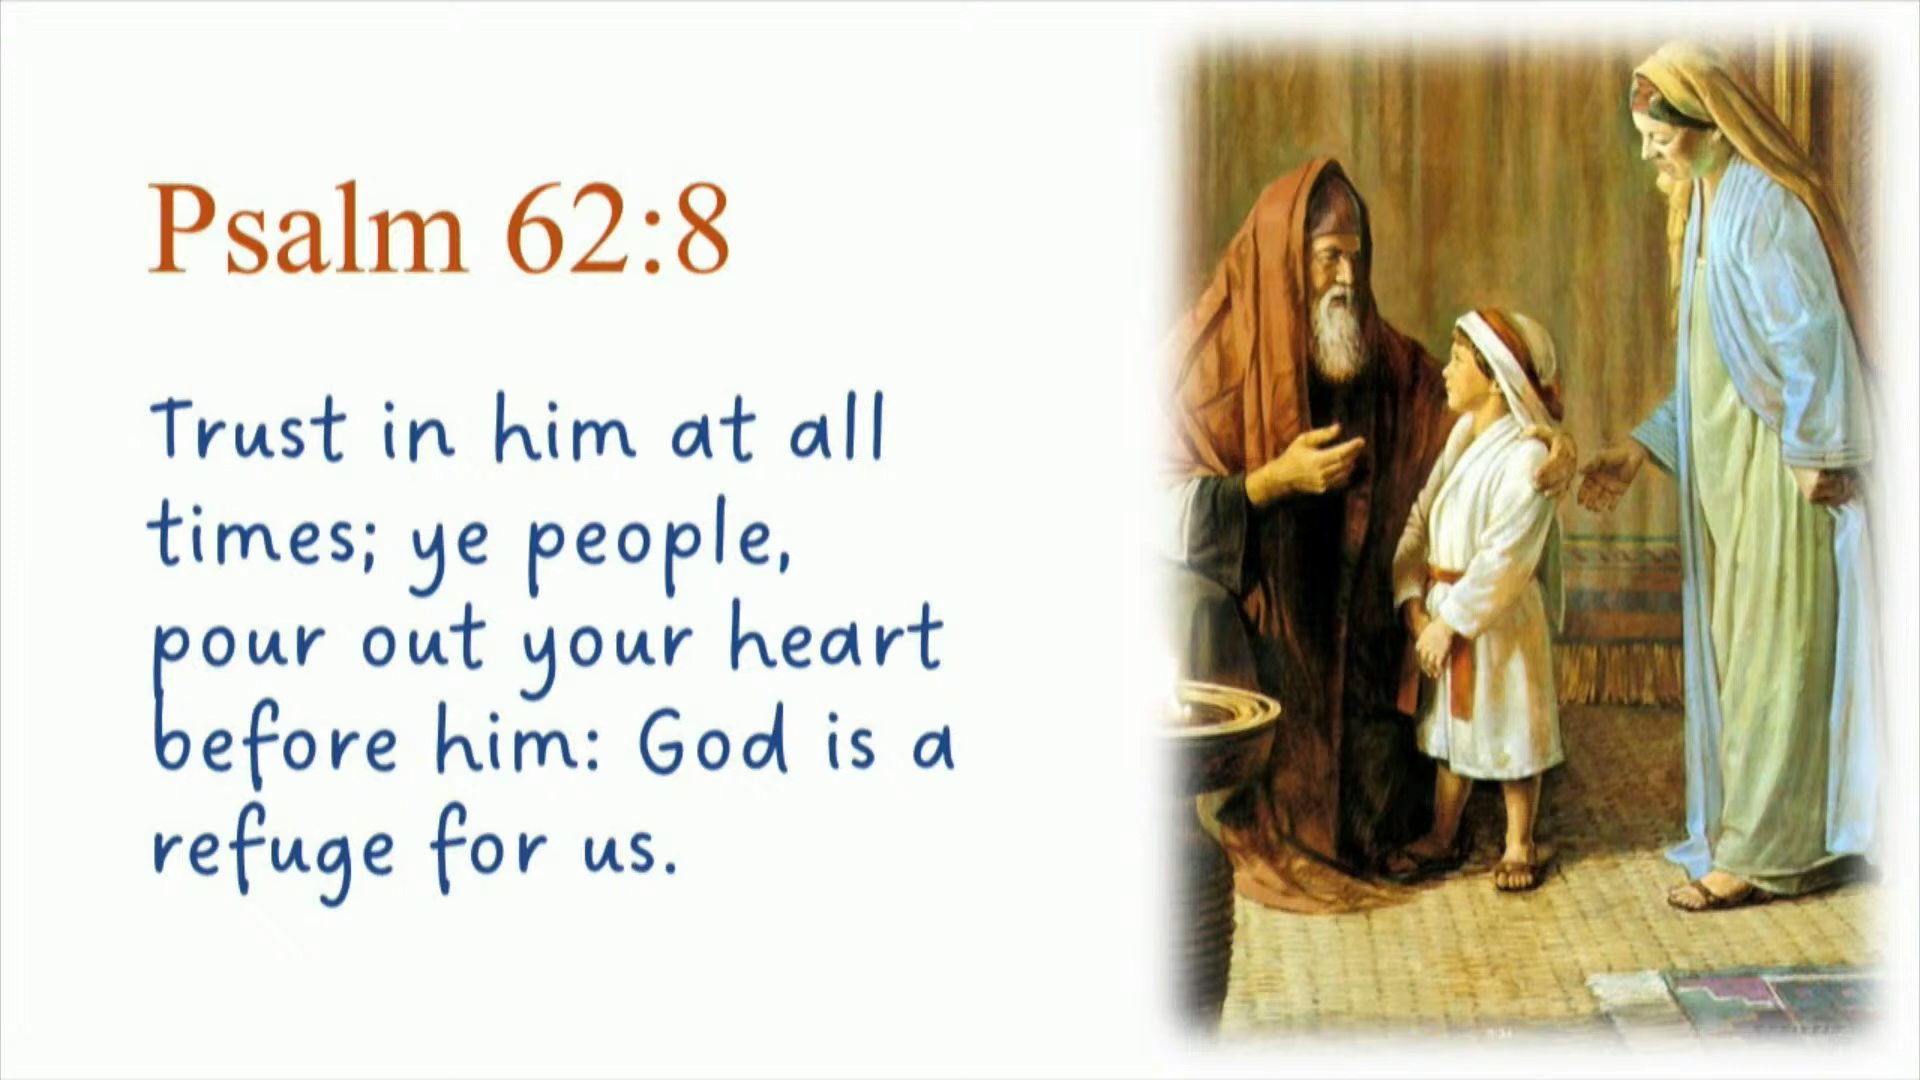 Psalm 62:8
Trust in him at all
times; ye people,
pour out your heart
before him: God is a
refuge for us.